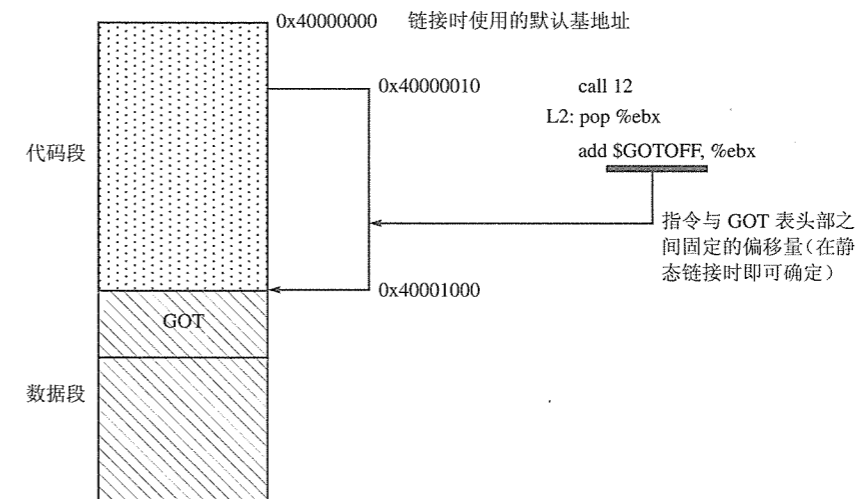 0x40000000 链接时使用的默认基地址
0x40000010 call 12
L2: pop %ebx
代码段 add $GOTOFF, %ebx
指令与 GOT 表头部之
间固定的偏移量（在静
态链接时即可确定）
0x40001000
GOT
数据段